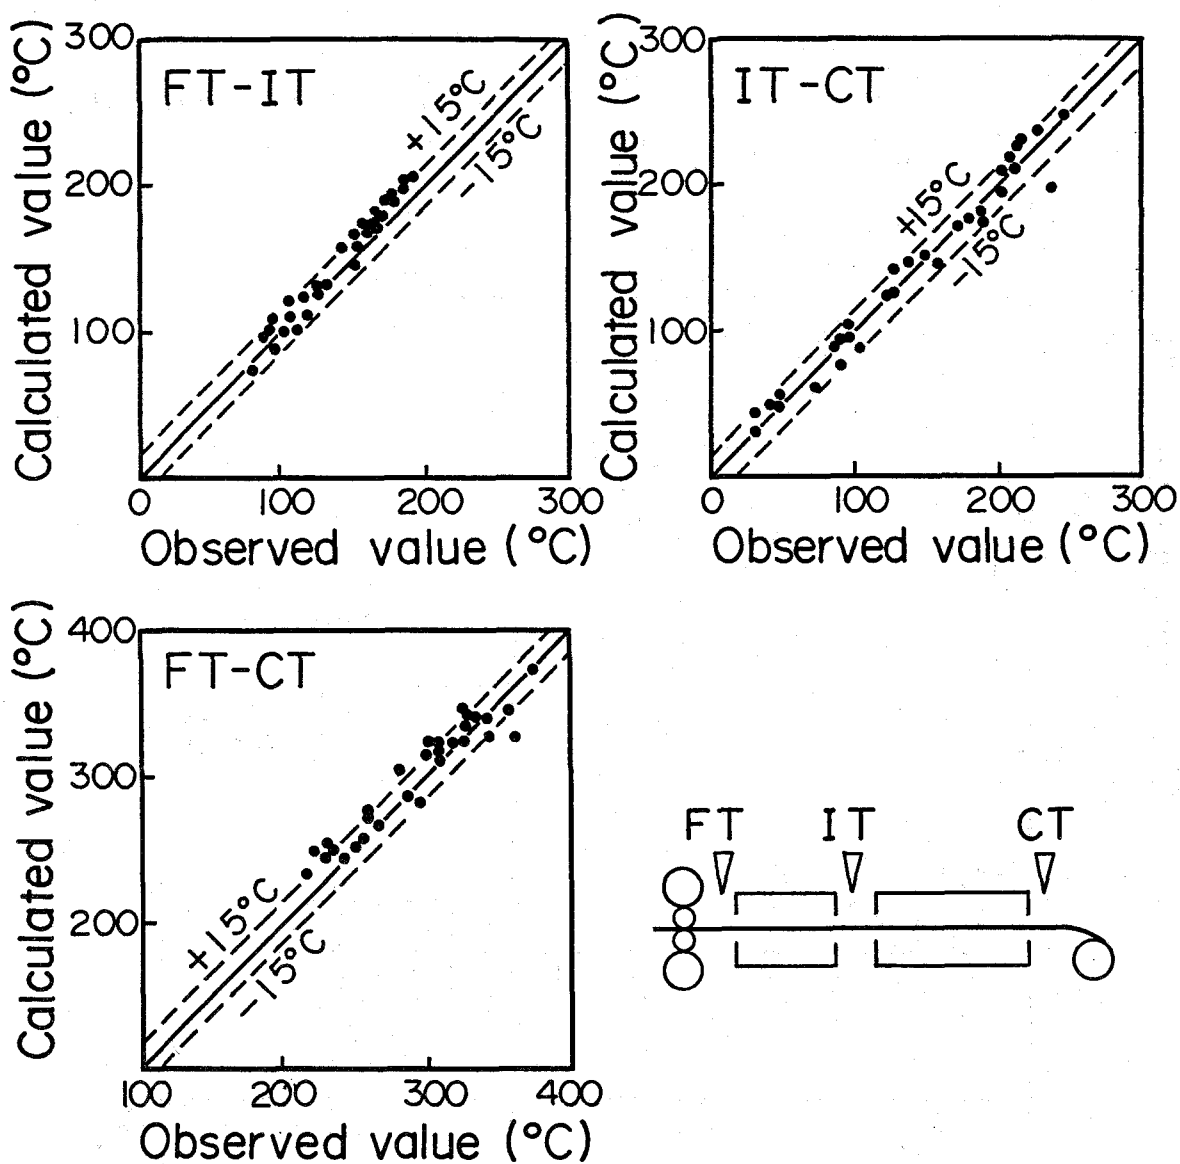 Calculated value (°C)
300
200
100
FT-IT
+15°C
-15°C
0
100
200
300
Observed value (°C)
Calculated value (°C)
300
200
100
IT-CT
+15°C
-15°C
0
100
200
300
Observed value (°C)
Calculated value (°C)
400
300
200
FT-CT
+15°C
-15°C
100
200
300
400
Observed value (°C)
FT
IT
CT